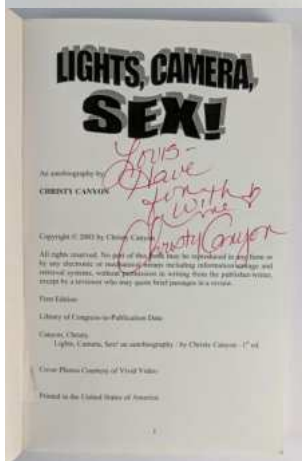 LIGHTS, CAMERA,
SEX!
Louis-
Have
fun with
me
Christy Canyon
An autobiography by
CHRISTY CANYON
Copyright © 2003 by Christy Canyon
All rights reserved. No part of this book may be reproduced in any form or
by any electronic or mechanical means including information storage and
retrieval systems, without permission in writing from the publisher/writer,
except by a reviewer who may quote brief passages in a review.
First Edition
Library of Congress-in-Publication Data
Canyon, Christy.
Lights, Camera, Sex! an autobiography / by Christy Canyon - 1st ed.
Cover Photos Courtesy of Vivid Video
Printed in the United States of America